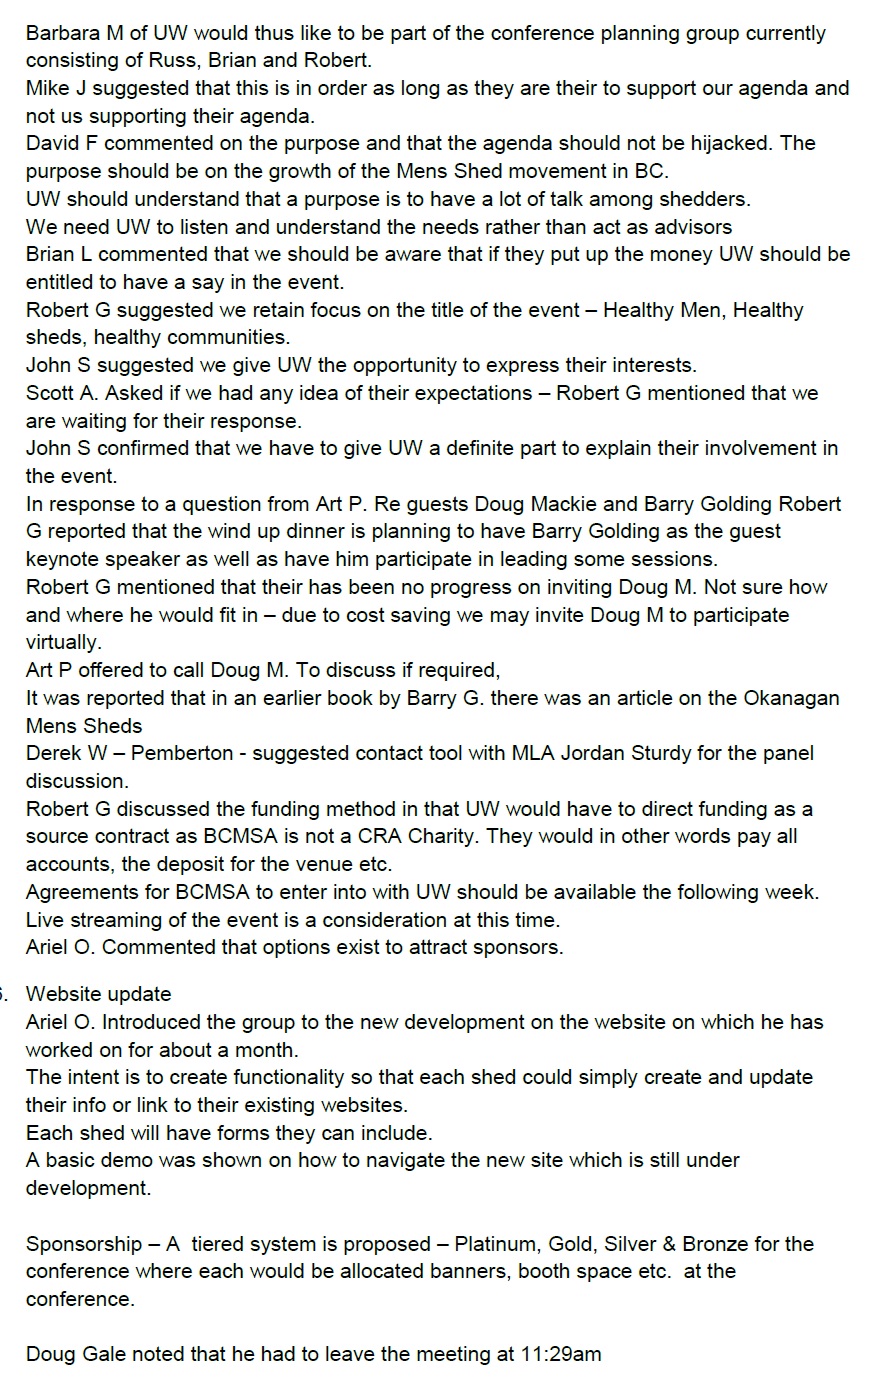 Barbara M of UW would thus like to be part of the conference planning group currently
consisting of Russ, Brian and Robert.
Mike J suggested that this is in order as long as they are their to support our agenda and
not us supporting their agenda.
David F commented on the purpose and that the agenda should not be hijacked. The
purpose should be on the growth of the Mens Shed movement in BC.
UW should understand that a purpose is to have a lot of talk among shedders.
We need UW to listen and understand the needs rather than act as advisors
Brian L commented that we should be aware that if they put up the money UW should be
entitled to have a say in the event.
Robert G suggested we retain focus on the title of the event – Healthy Men, Healthy
sheds, healthy communities.
John S suggested we give UW the opportunity to express their interests.
Scott A. Asked if we had any idea of their expectations – Robert G mentioned that we
are waiting for their response.
John S confirmed that we have to give UW a definite part to explain their involvement in
the event.
In response to a question from Art P. Re guests Doug Mackie and Barry Golding Robert
G reported that the wind up dinner is planning to have Barry Golding as the guest
keynote speaker as well as have him participate in leading some sessions.
Robert G mentioned that their has been no progress on inviting Doug M. Not sure how
and where he would fit in – due to cost saving we may invite Doug M to participate
virtually.
Art P offered to call Doug M. To discuss if required,
It was reported that in an earlier book by Barry G. there was an article on the Okanagan
Mens Sheds
Derek W – Pemberton - suggested contact tool with MLA Jordan Sturdy for the panel
discussion.
Robert G discussed the funding method in that UW would have to direct funding as a
source contract as BCMSA is not a CRA Charity. They would in other words pay all
accounts, the deposit for the venue etc.
Agreements for BCMSA to enter into with UW should be available the following week.
Live streaming of the event is a consideration at this time.
Ariel O. Commented that options exist to attract sponsors.
. Website update
Ariel O. Introduced the group to the new development on the website on which he has
worked on for about a month.
The intent is to create functionality so that each shed could simply create and update
their info or link to their existing websites.
Each shed will have forms they can include.
A basic demo was shown on how to navigate the new site which is still under
development.
Sponsorship – A  tiered system is proposed – Platinum, Gold, Silver & Bronze for the
conference where each would be allocated banners, booth space etc.  at the
conference.
Doug Gale noted that he had to leave the meeting at 11:29am